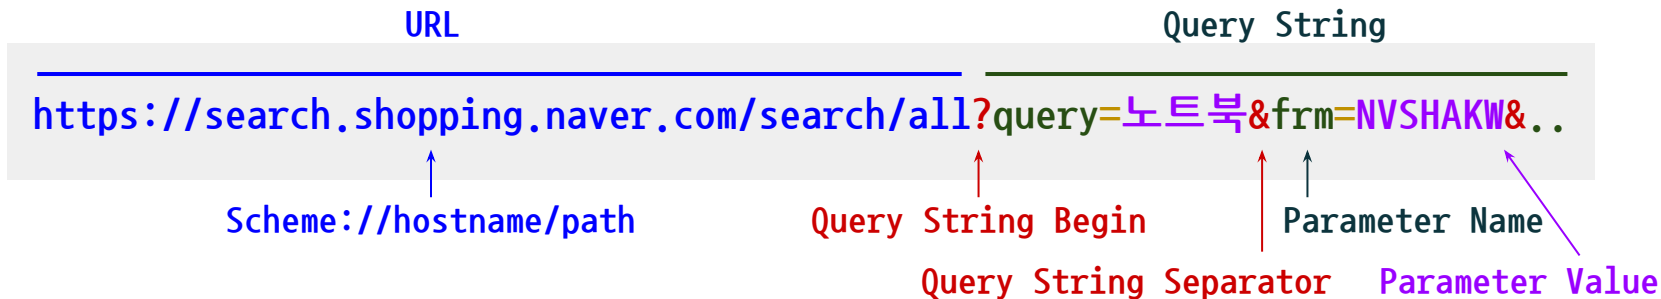 URL Query String
https://search.shopping.naver.com/search/all?query=노트북&frm=NVSHAKW&..
Scheme://hostname/path Query String Begin Parameter Name
Query String Separator Parameter Value